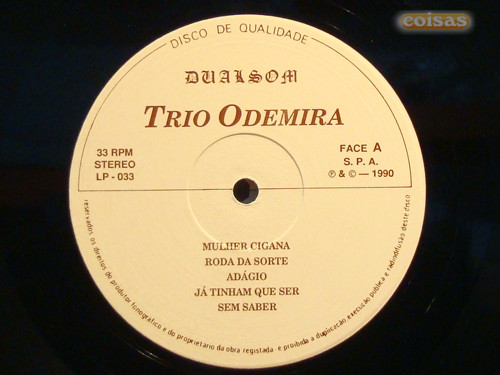 coisas
DISCO DE QUALIDADE
DUALSOM
TRIO ODEMIRA
33 RPM
STEREO
LP - 033
FACE A
S. P. A.
℗ & © — 1990
MULHER CIGANA
RODA DA SORTE
ADÁGIO
JÁ TINHAM QUE SER
SEM SABER
reservados os direitos do produtor fonográfico e do proprietário da obra registada · e proibida a duplicação execução pública e radiodifusão deste disco